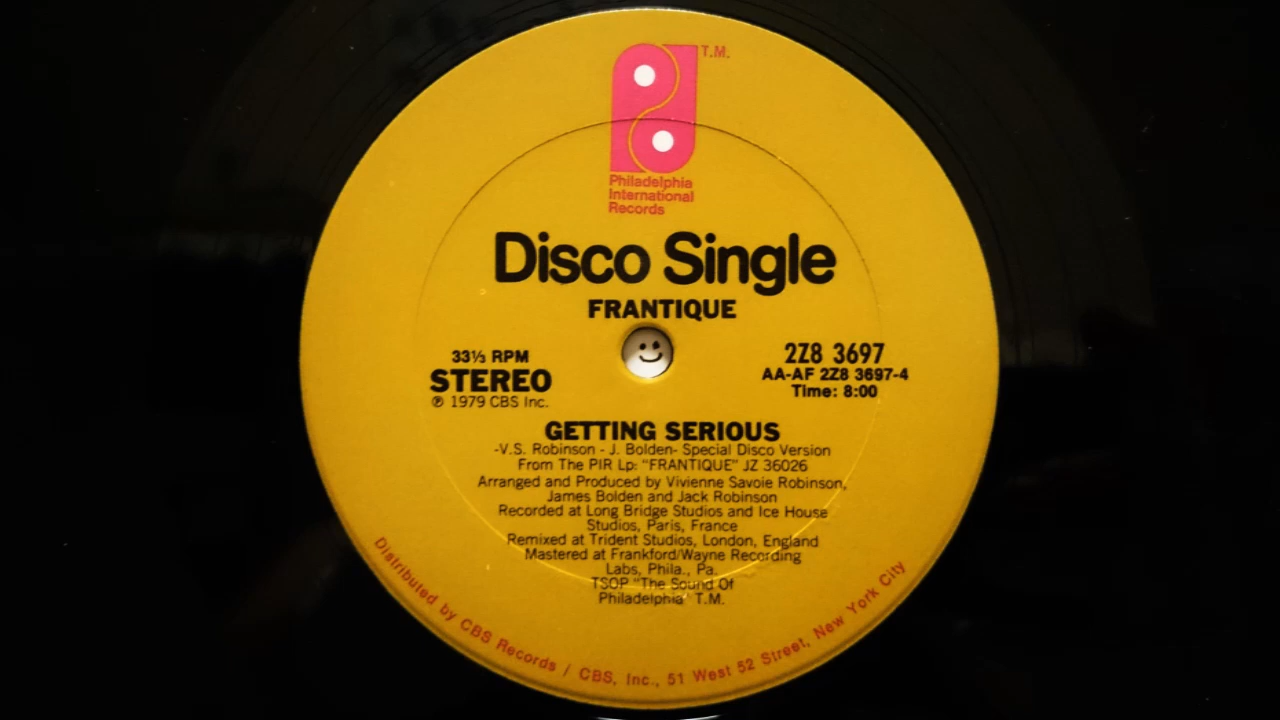 T.M.
Philadelphia
International
Records
Disco Single
FRANTIQUE
33⅓ RPM
STEREO
℗ 1979 CBS Inc.
2Z8 3697
AA-AF 2Z8 3697-4
Time: 8:00
GETTING SERIOUS
-V.S. Robinson - J. Bolden- Special Disco Version
From The PIR Lp: "FRANTIQUE" JZ 36026
Arranged and Produced by Vivienne Savoie Robinson,
James Bolden and Jack Robinson
Recorded at Long Bridge Studios and Ice House
Studios, Paris, France
Remixed at Trident Studios, London, England
Mastered at Frankford/Wayne Recording
Labs, Phila., Pa.
TSOP "The Sound Of
Philadelphia" T.M.
Distributed by CBS Records / CBS, Inc., 51 West 52 Street, New York City